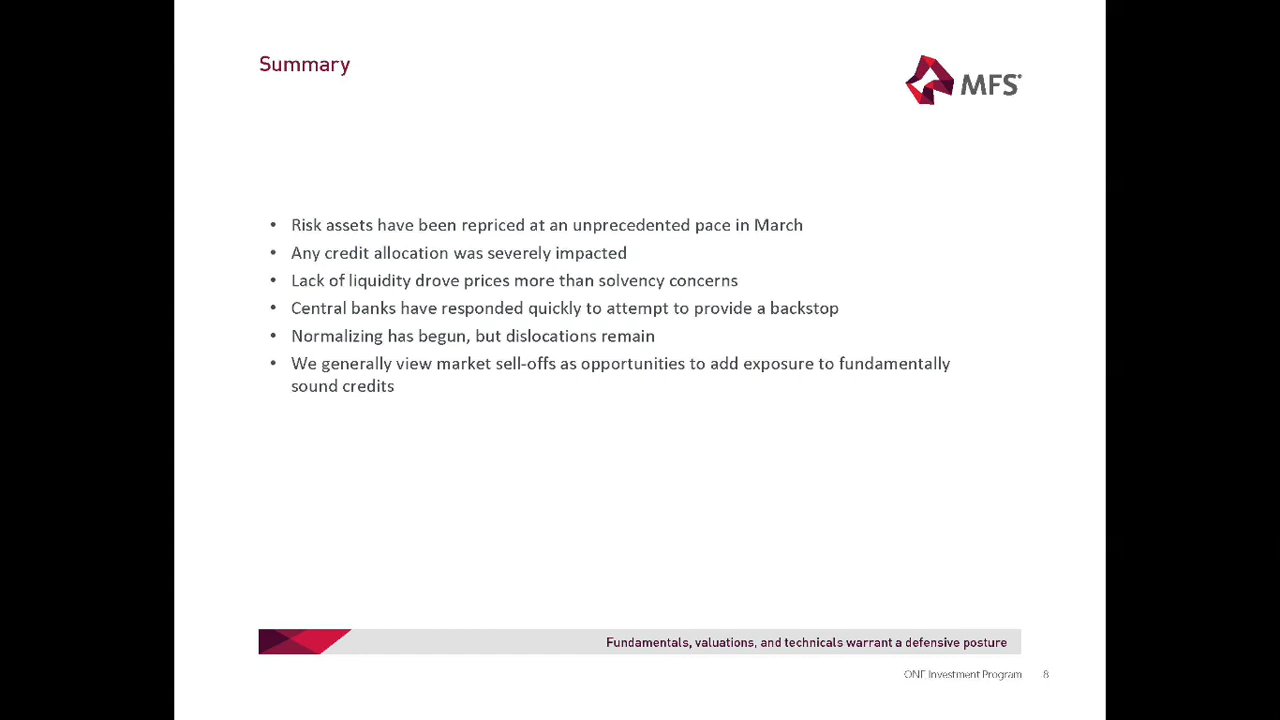 Summary
MFS®
• Risk assets have been repriced at an unprecedented pace in March
• Any credit allocation was severely impacted
• Lack of liquidity drove prices more than solvency concerns
• Central banks have responded quickly to attempt to provide a backstop
• Normalizing has begun, but dislocations remain
• We generally view market sell-offs as opportunities to add exposure to fundamentally
sound credits
Fundamentals, valuations, and technicals warrant a defensive posture
ONE Investment Program 8